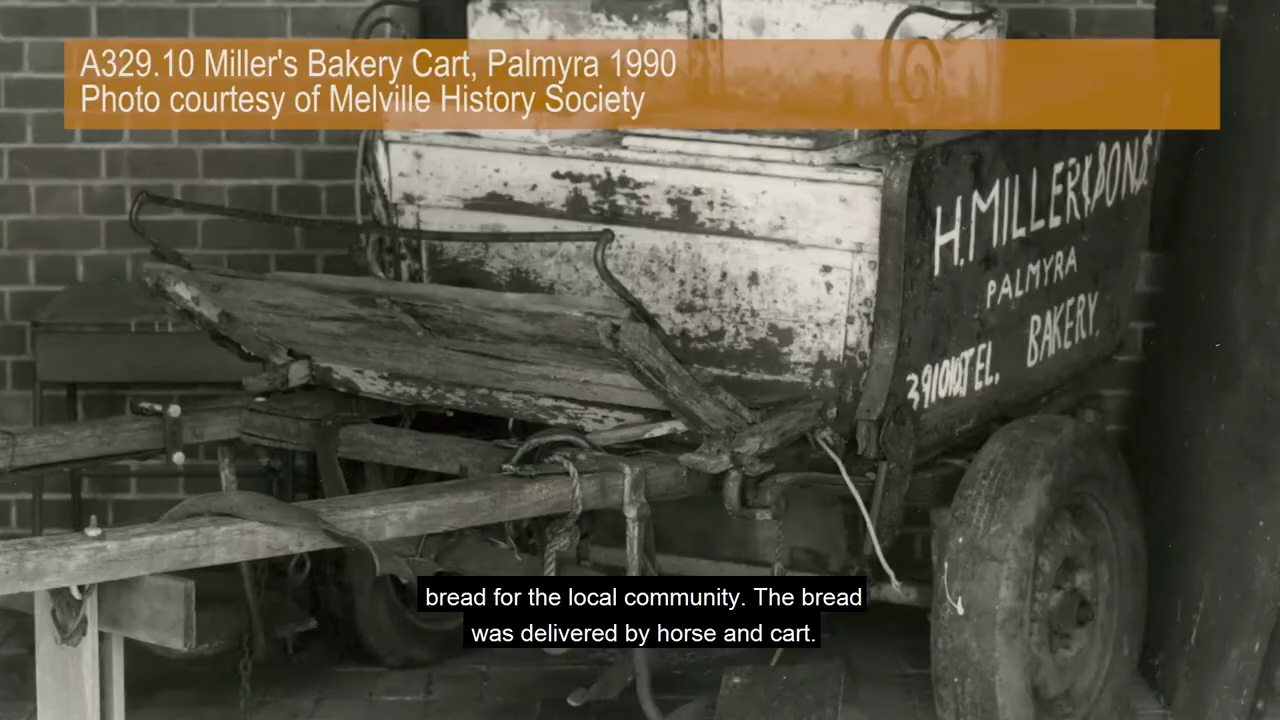 A329.10 Miller's Bakery Cart, Palmyra 1990
Photo courtesy of Melville History Society
H. MILLER & SONS.
PALMYRA
BAKERY.
TEL.
bread for the local community. The bread
was delivered by horse and cart.